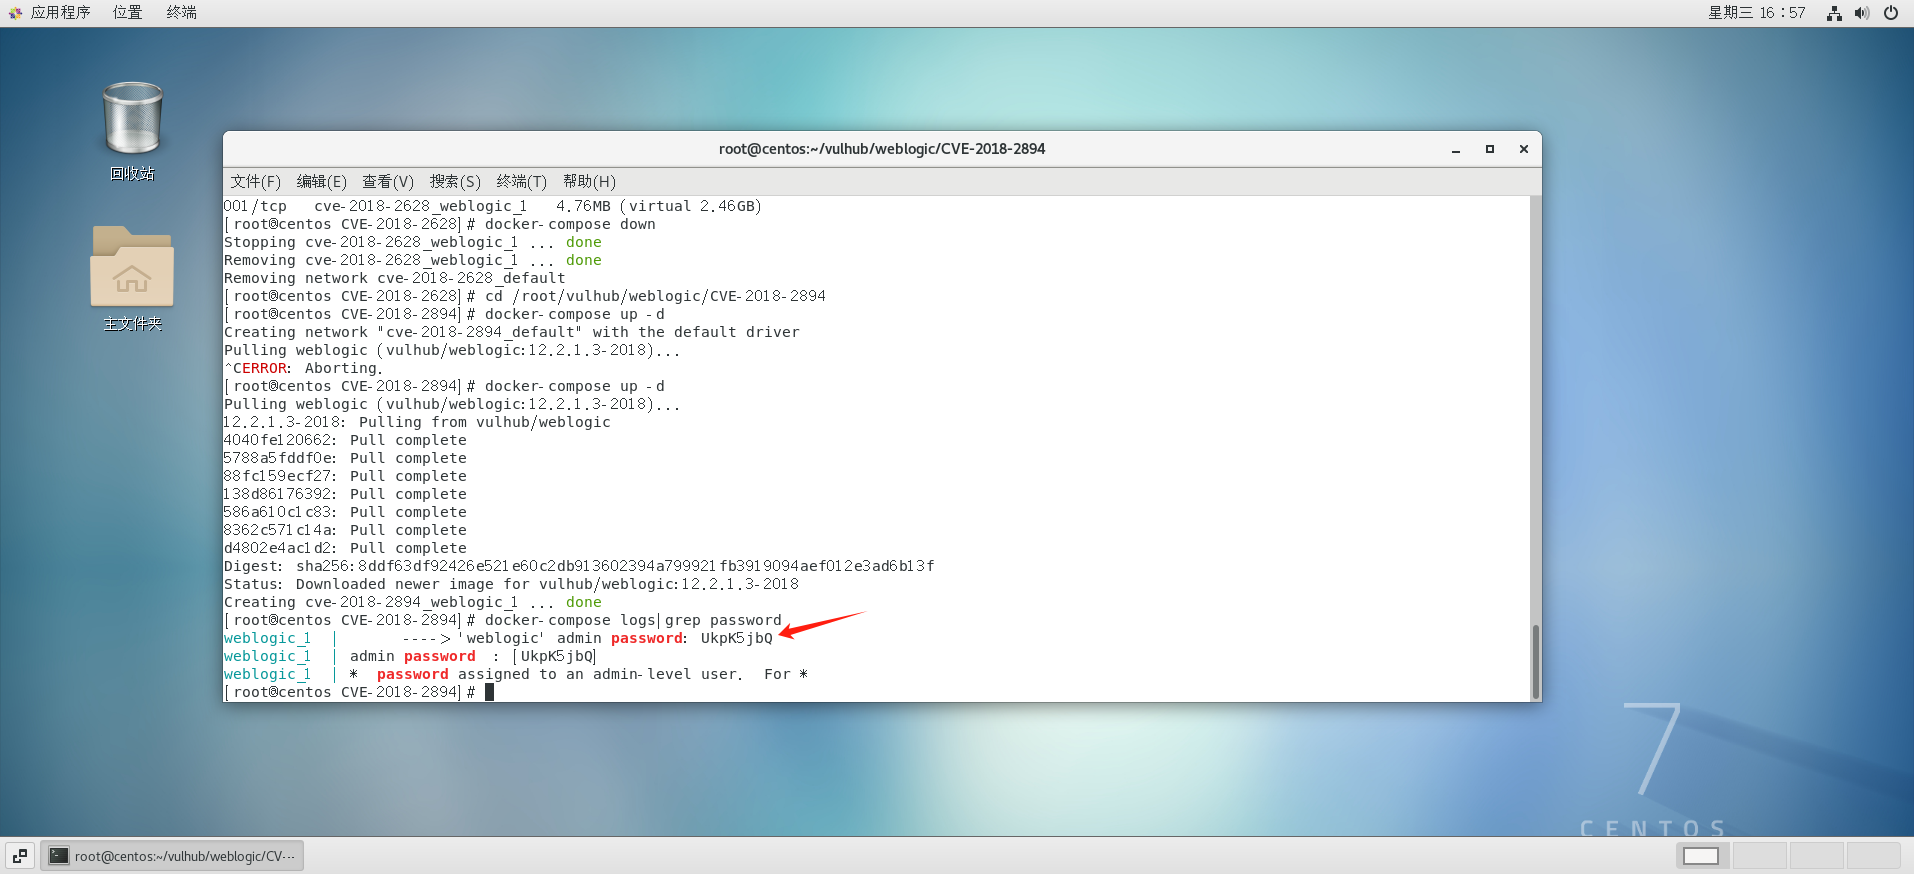 应用程序 位置 终端 星期三 16：57
回收站
主文件夹
root@centos:~/vulhub/weblogic/CVE-2018-2894
文件(F) 编辑(E) 查看(V) 搜索(S) 终端(T) 帮助(H)
001/tcp   cve-2018-2628_weblogic_1   4.76MB (virtual 2.46GB)
[root@centos CVE-2018-2628]# docker-compose down
Stopping cve-2018-2628_weblogic_1 ... done
Removing cve-2018-2628_weblogic_1 ... done
Removing network cve-2018-2628_default
[root@centos CVE-2018-2628]# cd /root/vulhub/weblogic/CVE-2018-2894
[root@centos CVE-2018-2894]# docker-compose up -d
Creating network "cve-2018-2894_default" with the default driver
Pulling weblogic (vulhub/weblogic:12.2.1.3-2018)...
^CERROR: Aborting.
[root@centos CVE-2018-2894]# docker-compose up -d
Pulling weblogic (vulhub/weblogic:12.2.1.3-2018)...
12.2.1.3-2018: Pulling from vulhub/weblogic
4040fe120662: Pull complete
5788a5fddf0e: Pull complete
88fc159ecf27: Pull complete
138d86176392: Pull complete
586a610c1c83: Pull complete
8362c571c14a: Pull complete
d4802e4ac1d2: Pull complete
Digest: sha256:8ddf63df92426e521e60c2db913602394a799921fb3919094aef012e3ad6b13f
Status: Downloaded newer image for vulhub/weblogic:12.2.1.3-2018
Creating cve-2018-2894_weblogic_1 ... done
[root@centos CVE-2018-2894]# docker-compose logs|grep password
weblogic_1  |       ---->'weblogic' admin password: UkpK5jbQ
weblogic_1  | admin password  : [UkpK5jbQ]
weblogic_1  | *  password assigned to an admin-level user.  For *
[root@centos CVE-2018-2894]#
7
CENTOS
root@centos:~/vulhub/weblogic/CV···